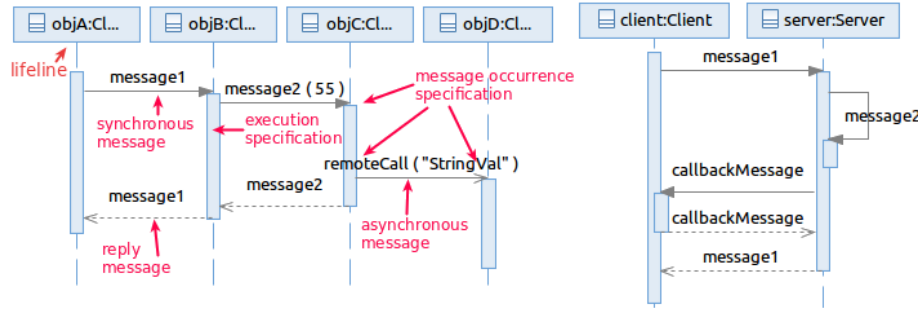 objA:Cl...
objB:Cl...
objC:Cl...
objD:Cl...
lifeline
message1
message2 ( 55 )
message occurrence
specification
synchronous
message
execution
specification
remoteCall ( "StringVal" )
message1
message2
reply
message
asynchronous
message
client:Client
server:Server
message1
message2
callbackMessage
callbackMessage
message1